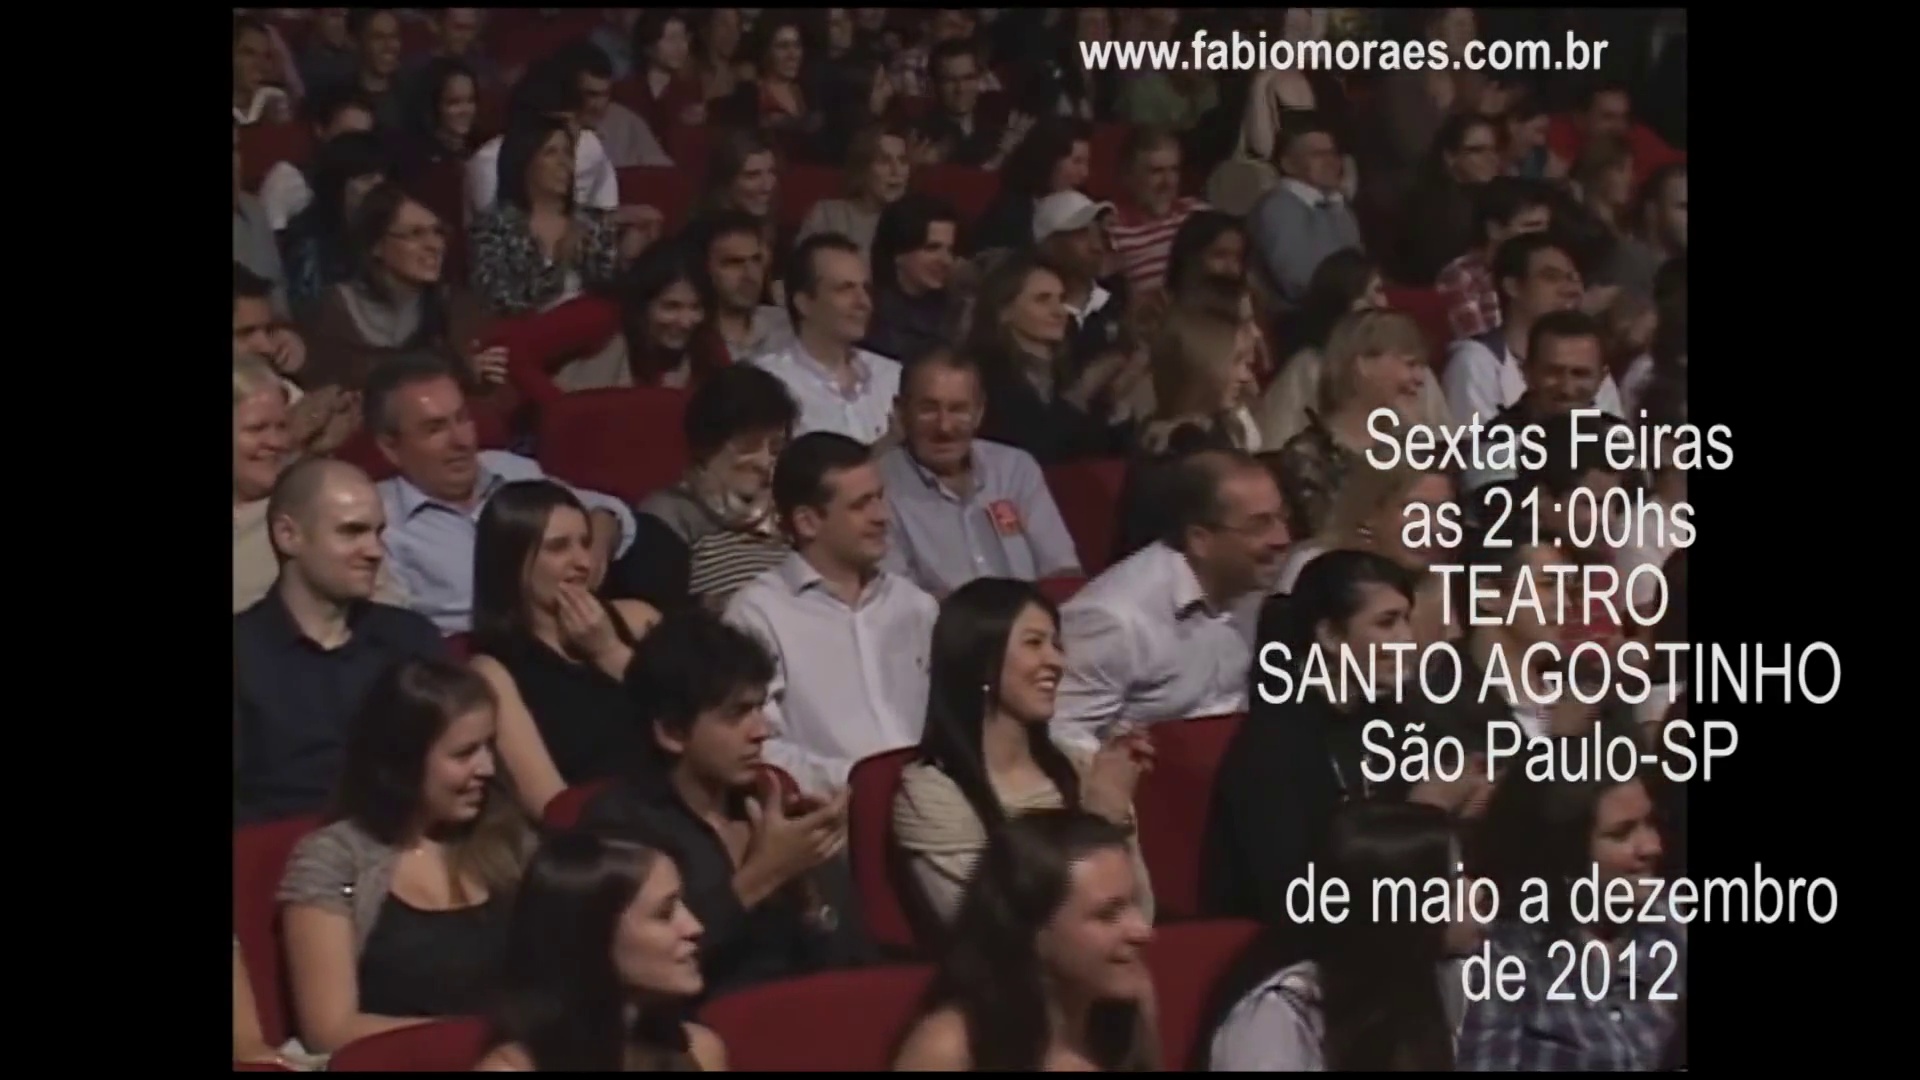 www.fabiomoraes.com.br
Sextas Feiras
as 21:00hs
TEATRO
SANTO AGOSTINHO
São Paulo-SP
de maio a dezembro
de 2012